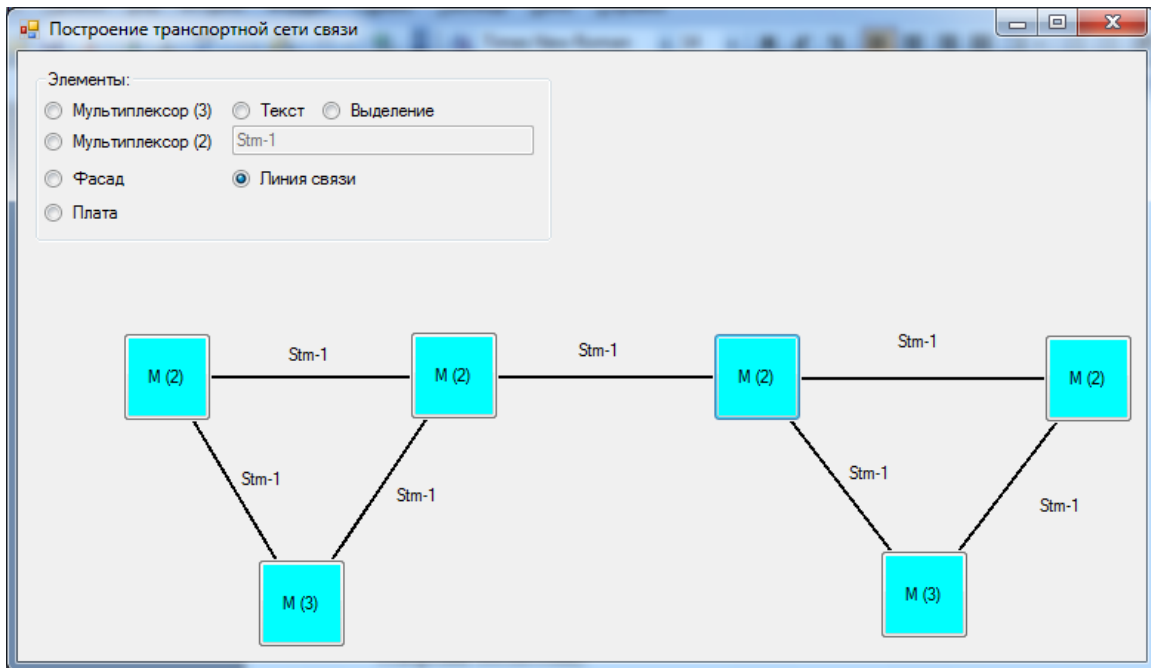 Построение транспортной сети связи
Элементы:
Мультиплексор (3) Текст Выделение
Мультиплексор (2) Stm-1
Фасад Линия связи
Плата
Stm-1 Stm-1 Stm-1
M (2) M (2) M (2) M (2)
Stm-1 Stm-1 Stm-1 Stm-1
M (3) M (3)